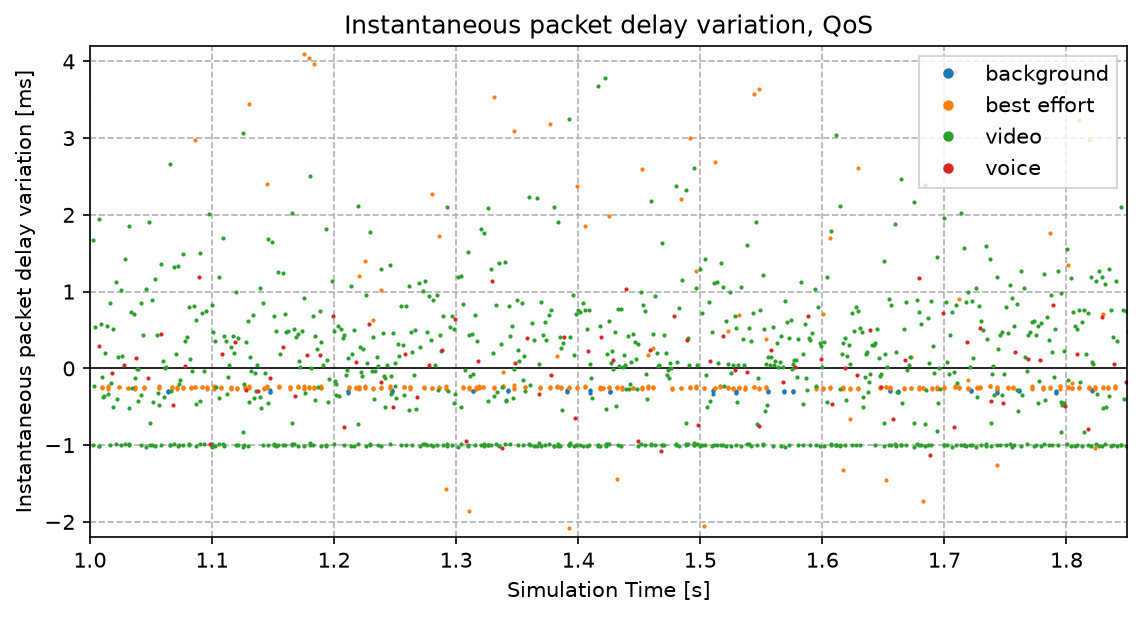 Instantaneous packet delay variation, QoS
Instantaneous packet delay variation [ms]
4
3
2
1
0
−1
−2
background
best effort
video
voice
1.0 1.1 1.2 1.3 1.4 1.5 1.6 1.7 1.8
Simulation Time [s]